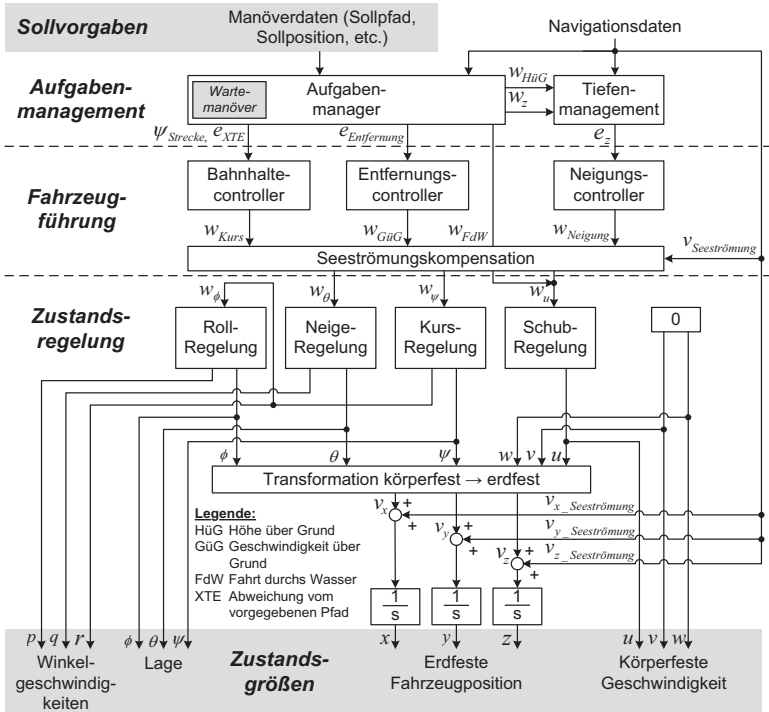 Sollvorgaben
Manöverdaten (Sollpfad,
Sollposition, etc.)
Navigationsdaten
Aufgaben-
management
Warte-
manöver
Aufgaben-
manager
w_HüG
w_z
Tiefen-
management
ψ_Strecke, e_XTE
e_Entfernung
e_z
Fahrzeug-
führung
Bahnhalte-
controller
Entfernungs-
controller
Neigungs-
controller
w_Kurs
w_GüG
w_FdW
w_Neigung
v_Seeströmung
Seeströmungskompensation
Zustands-
regelung
w_ϕ
w_θ
w_ψ
w_u
Roll-
Regelung
Neige-
Regelung
Kurs-
Regelung
Schub-
Regelung
0
ϕ
θ
ψ
w
v
u
Transformation körperfest → erdfest
Legende:
HüG Höhe über Grund
GüG Geschwindigkeit über
Grund
FdW Fahrt durchs Wasser
XTE Abweichung vom
vorgegebenen Pfad
v_x
+
+
v_x_Seeströmung
v_y
+
+
v_y_Seeströmung
v_z
+
+
v_z_Seeströmung
1
s
1
s
1
s
p
q
r
ϕ
θ
ψ
x
y
z
u
v
w
Winkel-
geschwindig-
keiten
Lage
Zustands-
größen
Erdfeste
Fahrzeugposition
Körperfeste
Geschwindigkeit